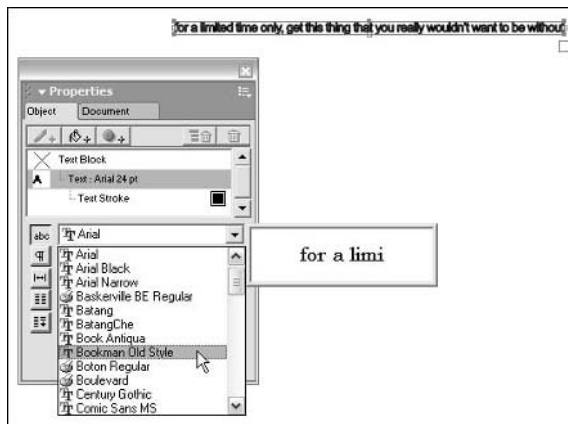 for a limited time only, get this thing that you really wouldn't want to be without
Properties
Object Document
Text Block
A Text : Arial 24 pt
Text Stroke
abc Arial
for a limi
Arial
Arial Black
Arial Narrow
Baskerville BE Regular
Batang
BatangChe
Book Antiqua
Bookman Old Style
Boton Regular
Boulevard
Century Gothic
Comic Sans MS